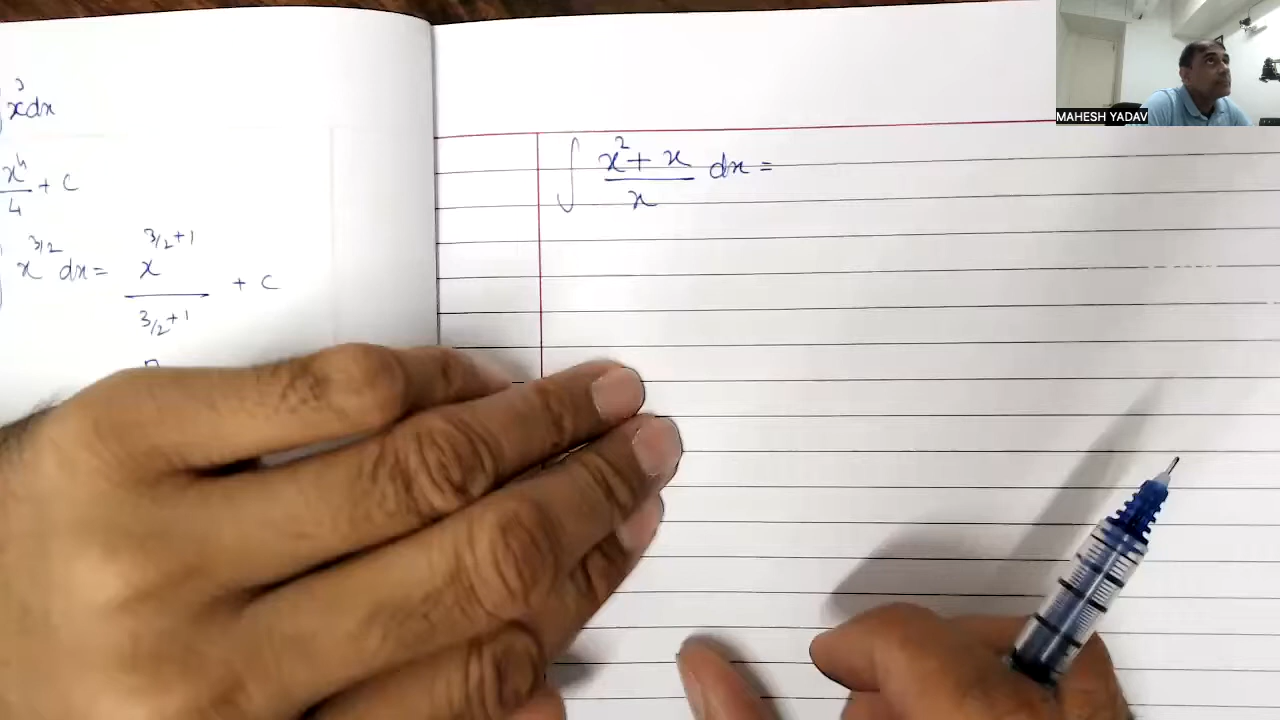 x³dx
x⁴/4 + c
x^3/2 dx = x^3/2+1 / 3/2+1 + c
∫ x² + x / x dx =
MAHESH YADAV